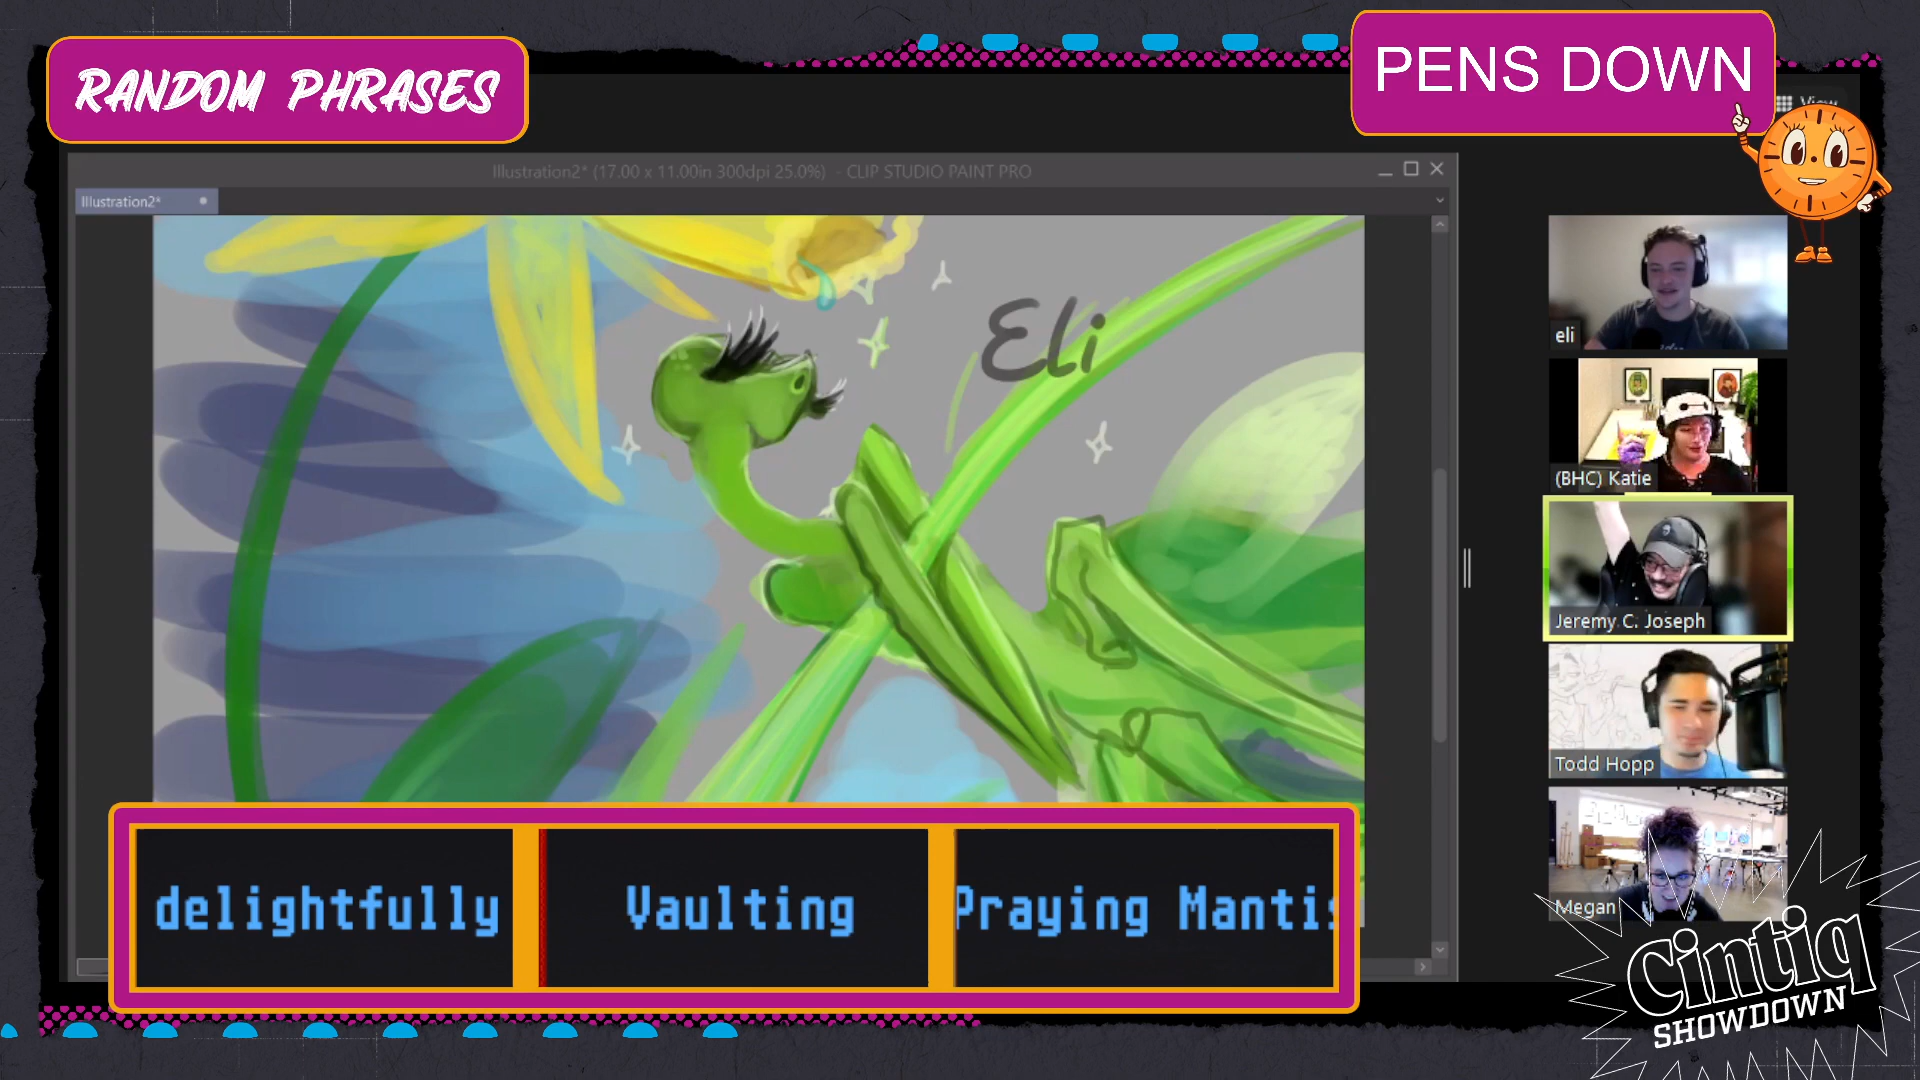 RANDOM PHRASES
PENS DOWN
View
Illustration2* (17.00 x 11.00in 300dpi 25.0%) - CLIP STUDIO PAINT PRO
Illustration2*
Eli
eli
(BHC) Katie
Jeremy C. Joseph
Todd Hopp
Megan
delightfully
Vaulting
Praying Mantis
Cintiq
SHOWDOWN